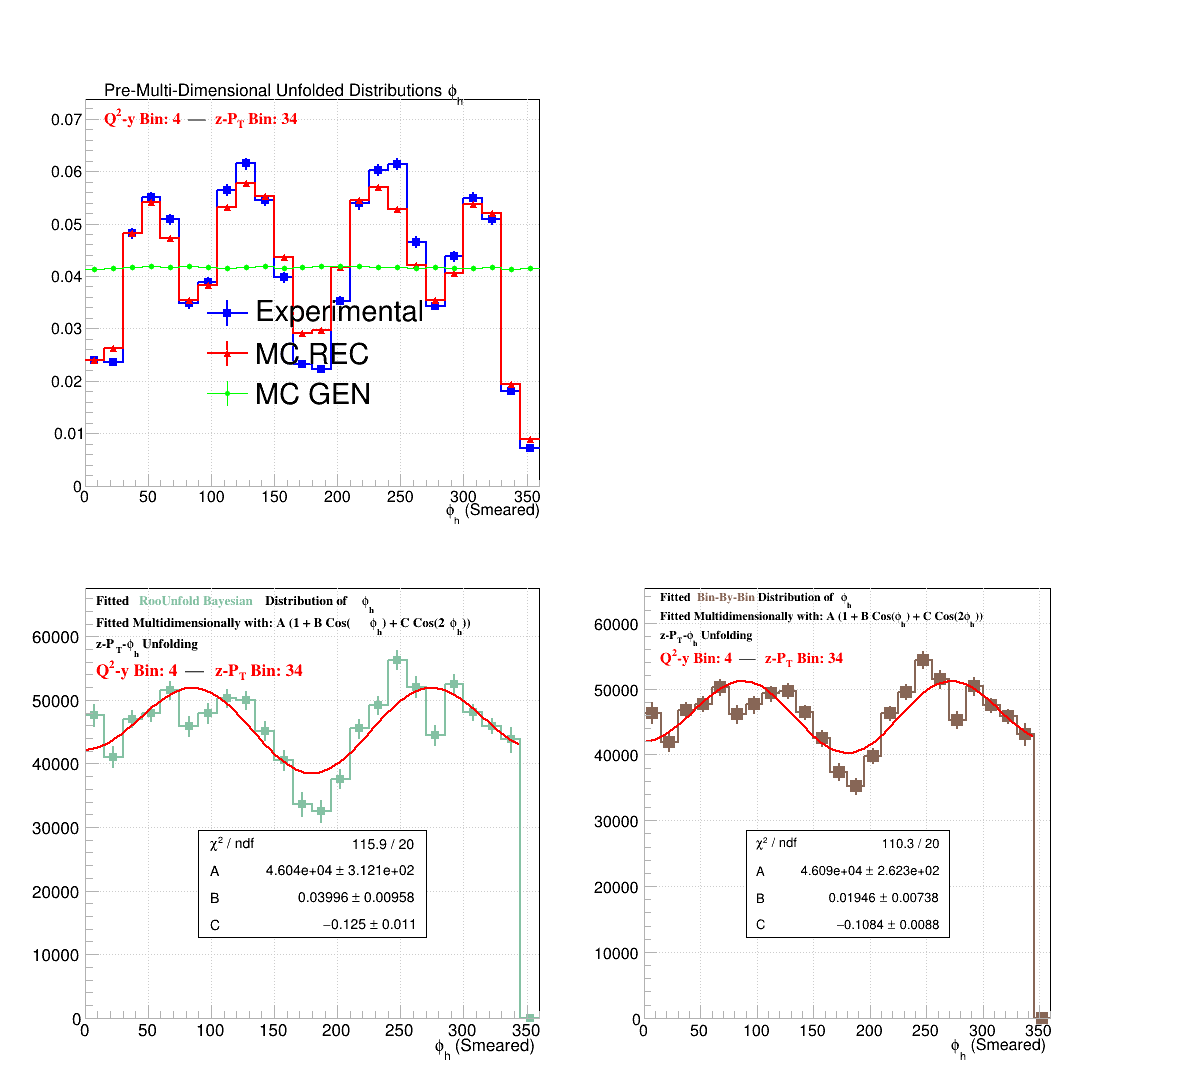 Pre-Multi-Dimensional Unfolded Distributions ϕh
Q2-y Bin: 4 — z-PT Bin: 34
0.07
0.06
0.05
0.04
0.03
0.02
0.01
0
Experimental
MC REC
MC GEN
0 50 100 150 200 250 300 350
ϕh (Smeared)
Fitted RooUnfold Bayesian Distribution of ϕh
Fitted Multidimensionally with: A (1 + B Cos( ϕh) + C Cos(2 ϕh))
z-PT-ϕh Unfolding
Q2-y Bin: 4 — z-PT Bin: 34
60000
50000
40000
30000
20000
10000
0
χ2 / ndf 115.9 / 20
A 4.604e+04 ± 3.121e+02
B 0.03996 ± 0.00958
C −0.125 ± 0.011
0 50 100 150 200 250 300 350
ϕh (Smeared)
Fitted Bin-By-Bin Distribution of ϕh
Fitted Multidimensionally with: A (1 + B Cos(ϕh) + C Cos(2ϕh))
z-PT-ϕh Unfolding
Q2-y Bin: 4 — z-PT Bin: 34
60000
50000
40000
30000
20000
10000
0
χ2 / ndf 110.3 / 20
A 4.609e+04 ± 2.623e+02
B 0.01946 ± 0.00738
C −0.1084 ± 0.0088
0 50 100 150 200 250 300 350
ϕh (Smeared)